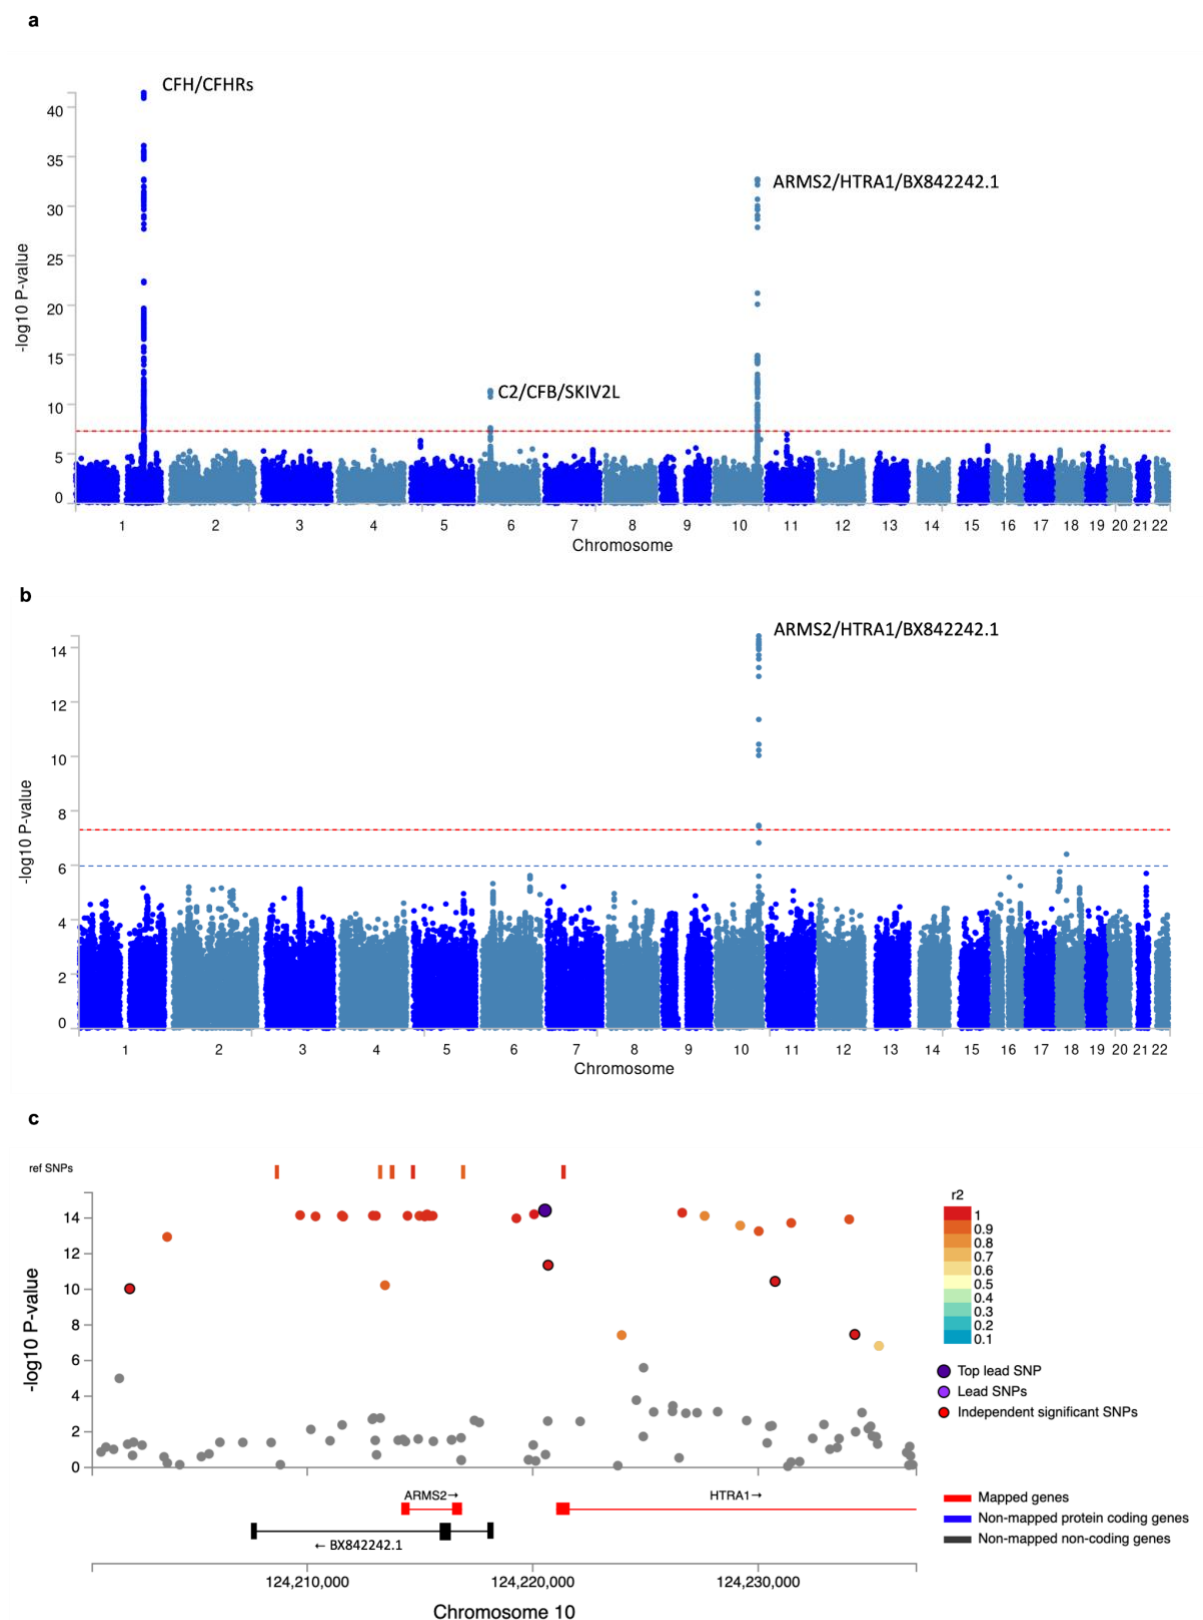 a
CFH/CFHRs
ARMS2/HTRA1/BX842242.1
C2/CFB/SKIV2L
-log10 P-value
40
35
30
25
20
15
10
5
0
1 2 3 4 5 6 7 8 9 10 11 12 13 14 15 16 17 18 19 20 21 22
Chromosome
b
ARMS2/HTRA1/BX842242.1
-log10 P-value
14
12
10
8
6
4
2
0
1 2 3 4 5 6 7 8 9 10 11 12 13 14 15 16 17 18 19 20 21 22
Chromosome
c
ref SNPs
-log10 P-value
14
12
10
8
6
4
2
0
r2
1
0.9
0.8
0.7
0.6
0.5
0.4
0.3
0.2
0.1
Top lead SNP
Lead SNPs
Independent significant SNPs
ARMS2→
HTRA1→
← BX842242.1
Mapped genes
Non-mapped protein coding genes
Non-mapped non-coding genes
124,210,000 124,220,000 124,230,000
Chromosome 10